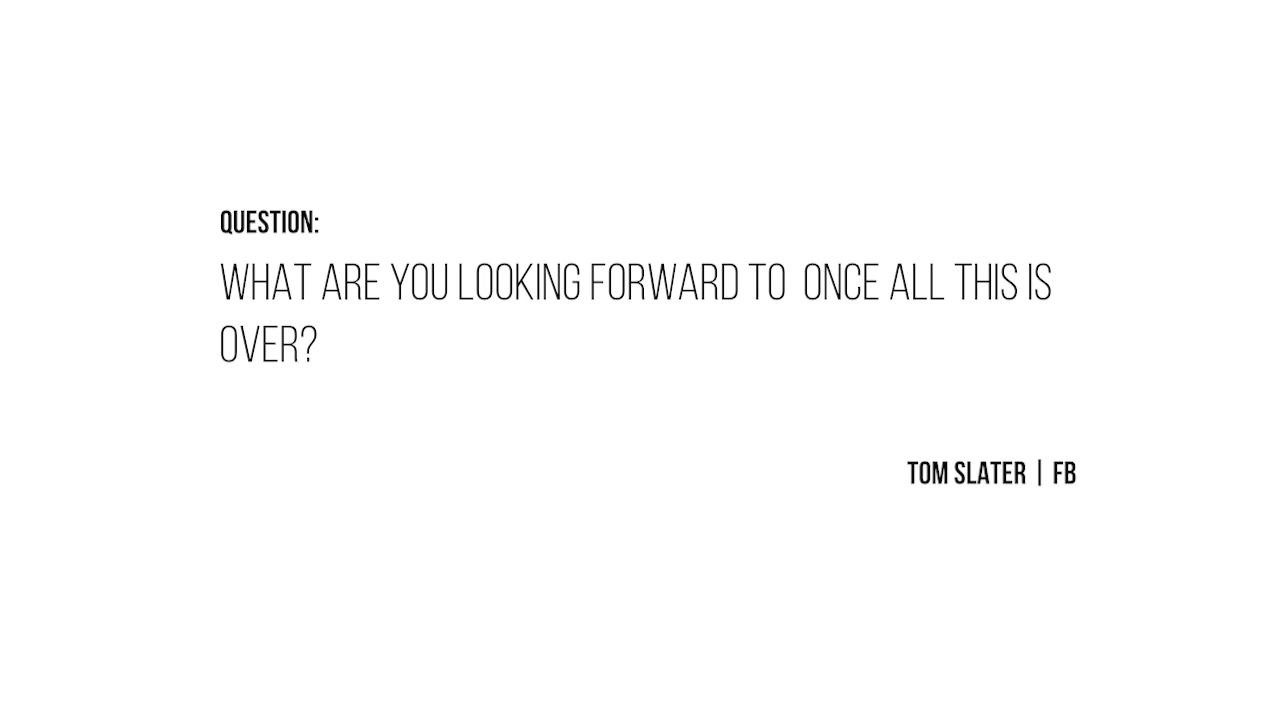 QUESTION:
WHAT ARE YOU LOOKING FORWARD TO  ONCE ALL THIS IS
OVER?
TOM SLATER | FB